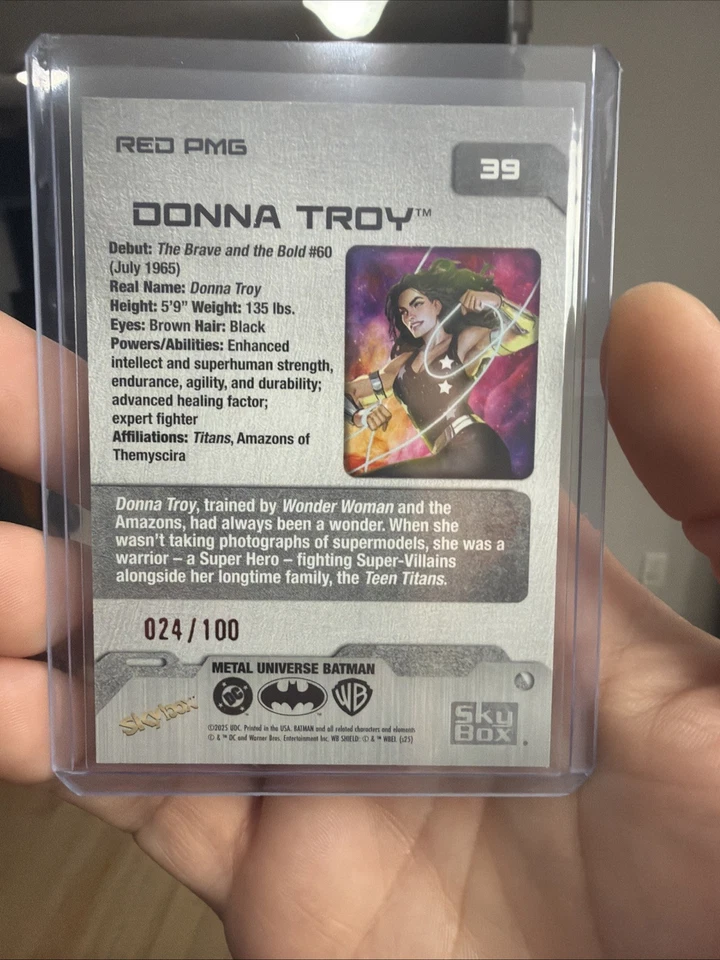 RED PMG
39
DONNA TROY™
Debut: The Brave and the Bold #60
(July 1965)
Real Name: Donna Troy
Height: 5'9" Weight: 135 lbs.
Eyes: Brown Hair: Black
Powers/Abilities: Enhanced
intellect and superhuman strength,
endurance, agility, and durability;
advanced healing factor;
expert fighter
Affiliations: Titans, Amazons of
Themyscira
Donna Troy, trained by Wonder Woman and the
Amazons, had always been a wonder. When she
wasn't taking photographs of supermodels, she was a
warrior – a Super Hero – fighting Super-Villains
alongside her longtime family, the Teen Titans.
024/100
METAL UNIVERSE BATMAN
DC
WB
Skybox
Sky
Box
©2025 UDC. Printed in the USA. BATMAN and all related characters and elements
© & ™ DC and Warner Bros. Entertainment Inc. WB SHIELD: © & ™ WBEI. (s25)